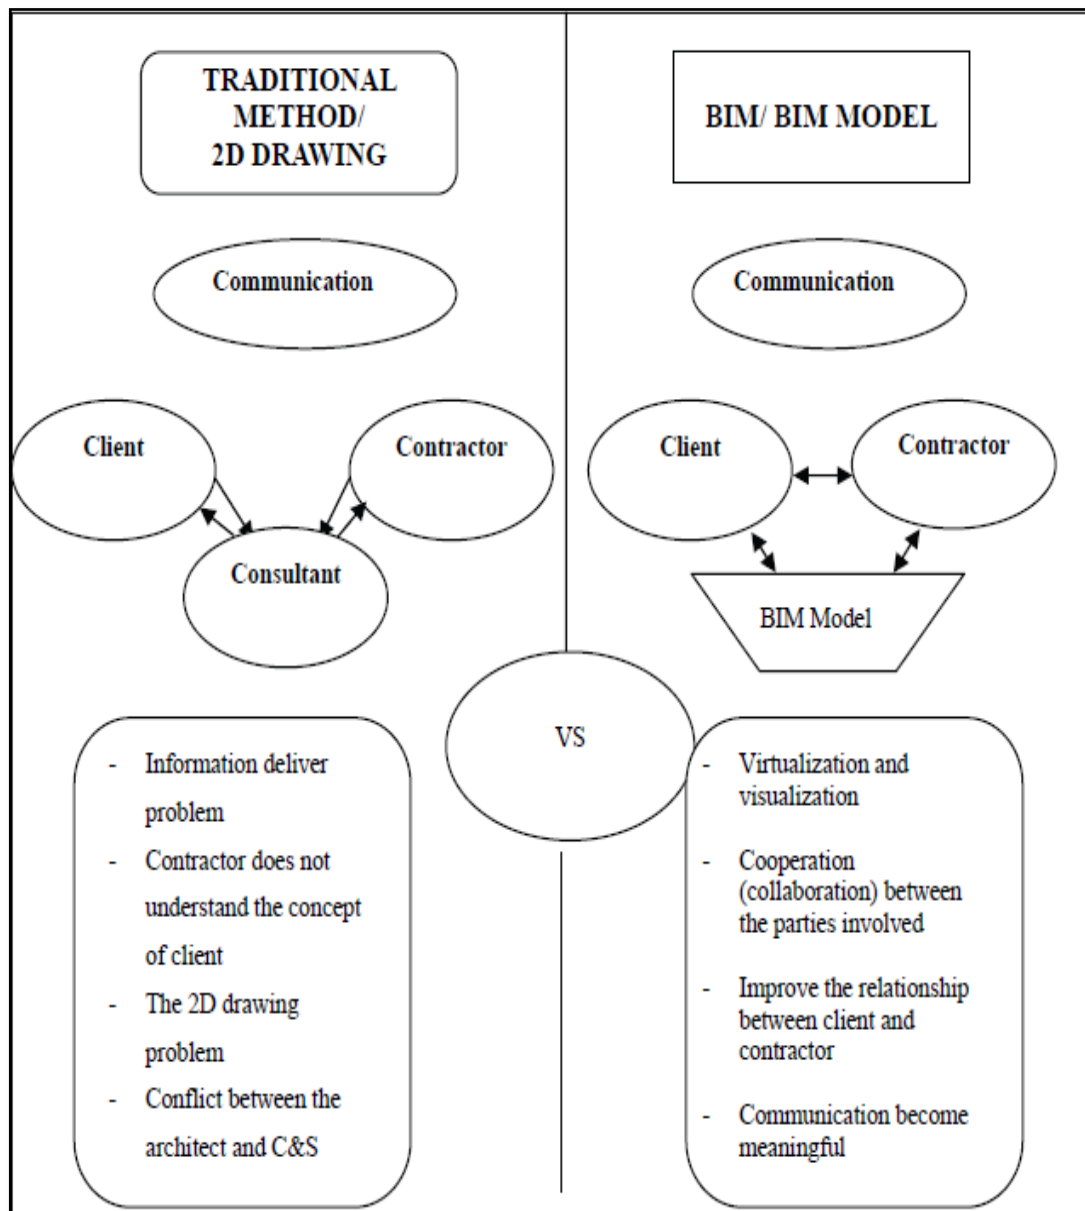 TRADITIONAL
METHOD/
2D DRAWING
Communication
Client
Contractor
Consultant
- Information deliver
problem
- Contractor does not
understand the concept
of client
- The 2D drawing
problem
- Conflict between the
architect and C&S
VS
BIM/ BIM MODEL
Communication
Client
Contractor
BIM Model
- Virtualization and
visualization
- Cooperation
(collaboration) between
the parties involved
- Improve the relationship
between client and
contractor
- Communication become
meaningful